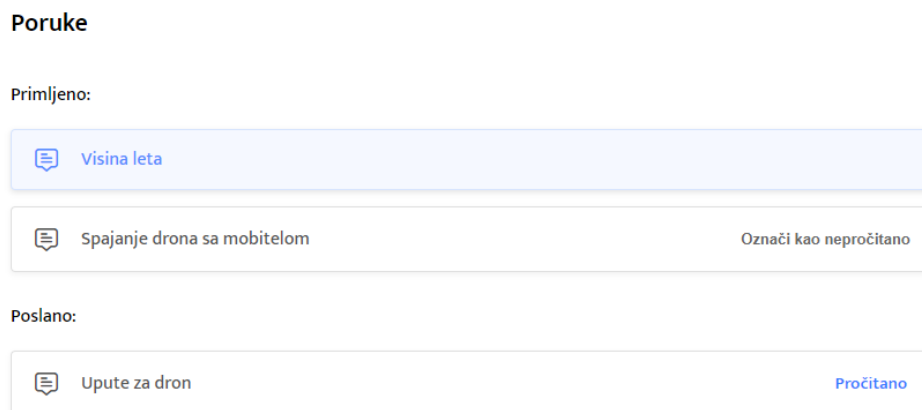 Poruke
Primljeno:
Visina leta
Spajanje drona sa mobitelom Označi kao nepročitano
Poslano:
Upute za dron Pročitano